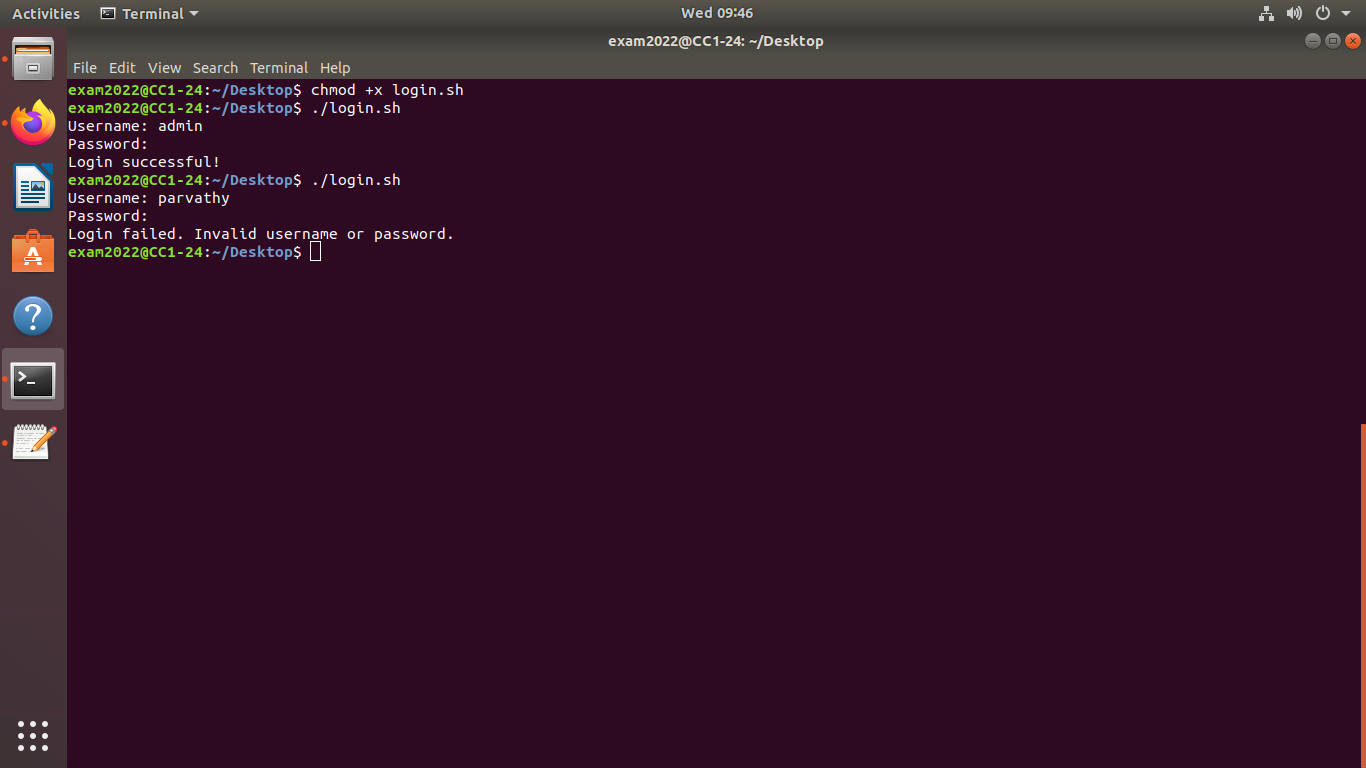 Activities Terminal Wed 09:46
exam2022@CC1-24: ~/Desktop
File Edit View Search Terminal Help
exam2022@CC1-24:~/Desktop$ chmod +x login.sh
exam2022@CC1-24:~/Desktop$ ./login.sh
Username: admin
Password:
Login successful!
exam2022@CC1-24:~/Desktop$ ./login.sh
Username: parvathy
Password:
Login failed. Invalid username or password.
exam2022@CC1-24:~/Desktop$